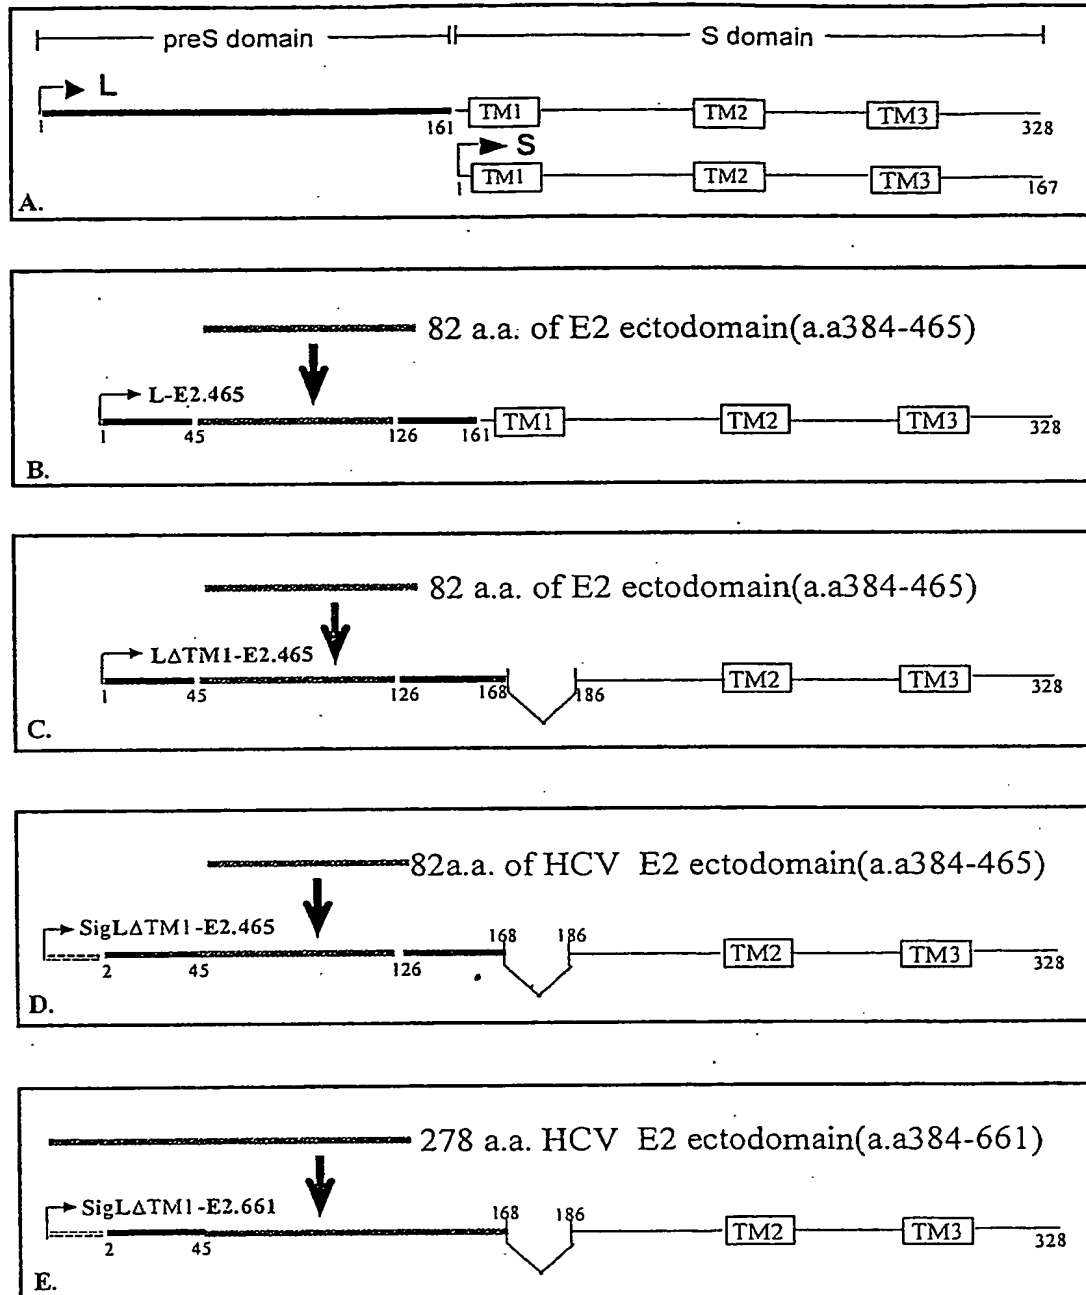 preS domain S domain
L
1 161 TM1 TM2 TM3 328
S
1 TM1 TM2 TM3 167
A.
82 a.a. of E2 ectodomain(a.a384-465)
L-E2.465
1 45 126 161 TM1 TM2 TM3 328
B.
82 a.a. of E2 ectodomain(a.a384-465)
LΔTM1-E2.465
1 45 126 168 186 TM2 TM3 328
C.
82a.a. of HCV E2 ectodomain(a.a384-465)
SigLΔTM1-E2.465
2 45 126 168 186 TM2 TM3 328
D.
278 a.a. HCV E2 ectodomain(a.a384-661)
SigLΔTM1-E2.661
2 45 168 186 TM2 TM3 328
E.